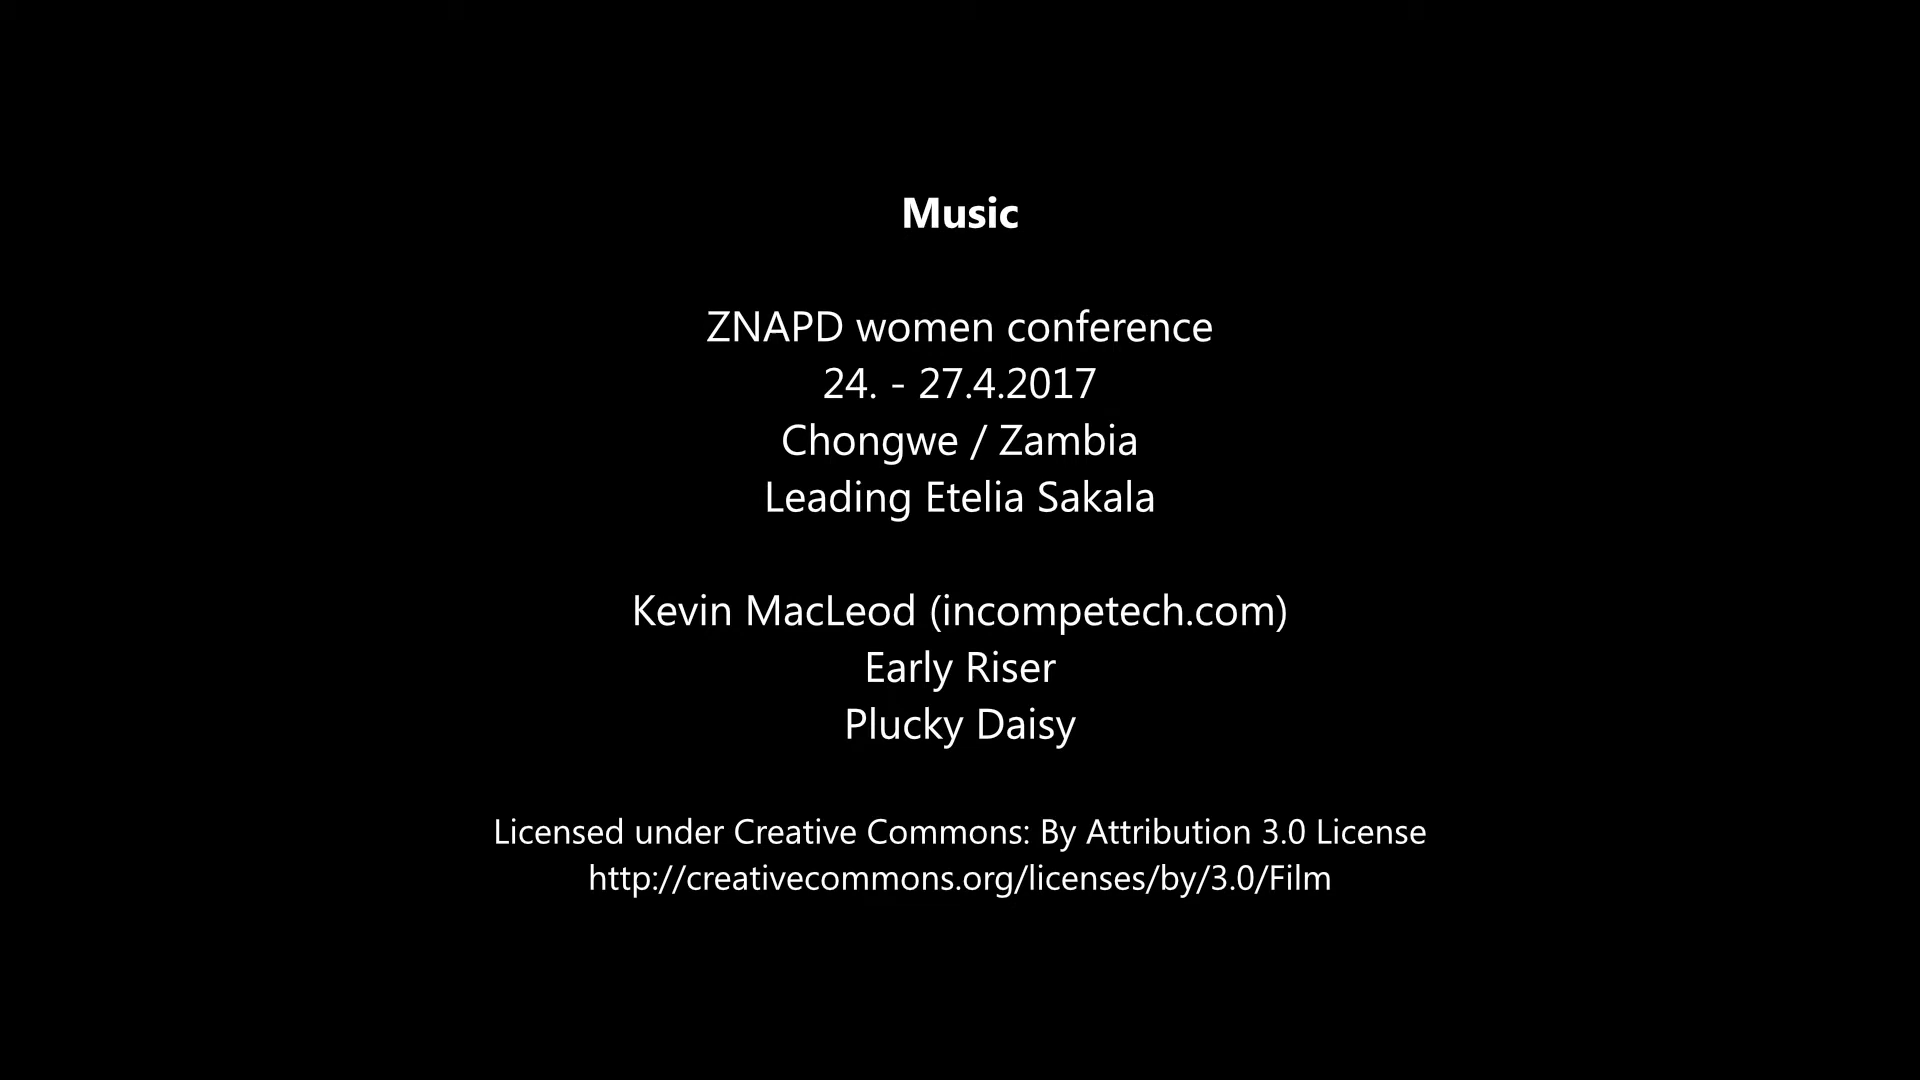 Music
ZNAPD women conference
24. - 27.4.2017
Chongwe / Zambia
Leading Etelia Sakala
Kevin MacLeod (incompetech.com)
Early Riser
Plucky Daisy
Licensed under Creative Commons: By Attribution 3.0 License
http://creativecommons.org/licenses/by/3.0/Film